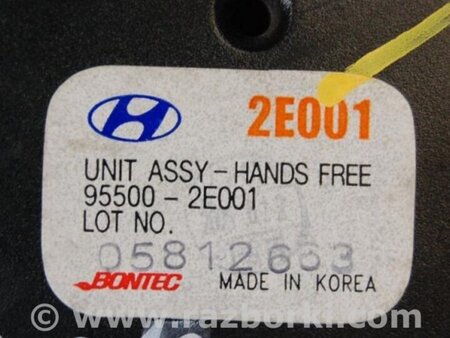 2E001
UNIT ASSY - HANDS FREE
95500 - 2E001
LOT NO.
05812663
BONTEC MADE IN KOREA
© www.razborki.com